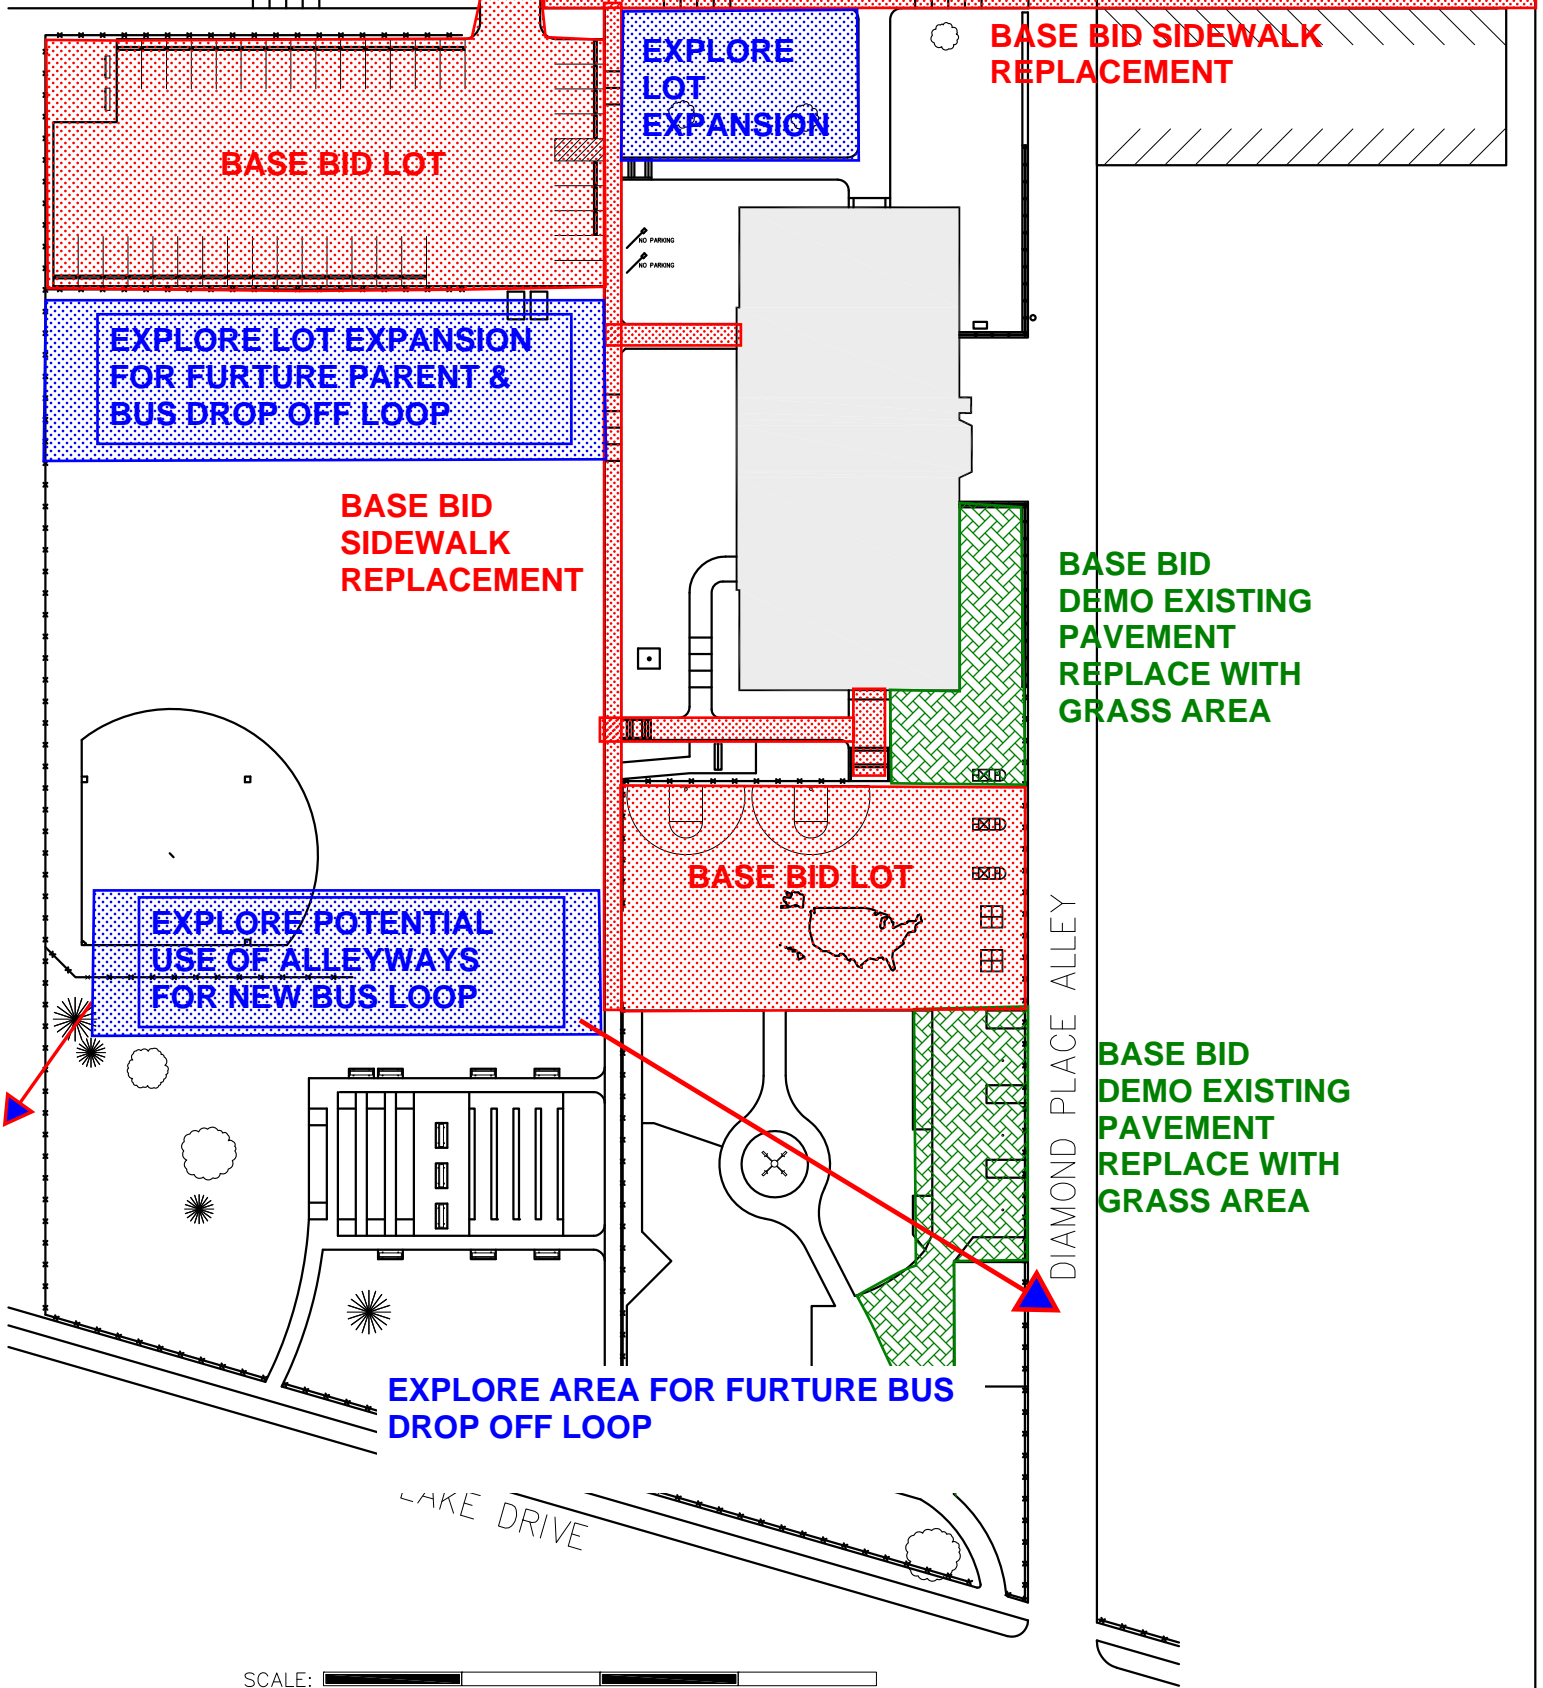 BASE BID SIDEWALK
REPLACEMENT
EXPLORE
LOT
EXPANSION
BASE BID LOT
NO PARKING
NO PARKING
EXPLORE LOT EXPANSION
FOR FURTURE PARENT &
BUS DROP OFF LOOP
BASE BID
SIDEWALK
REPLACEMENT
BASE BID
DEMO EXISTING
PAVEMENT
REPLACE WITH
GRASS AREA
BASE BID LOT
EXPLORE POTENTIAL
USE OF ALLEYWAYS
FOR NEW BUS LOOP
DIAMOND PLACE ALLEY
BASE BID
DEMO EXISTING
PAVEMENT
REPLACE WITH
GRASS AREA
EXPLORE AREA FOR FURTURE BUS
DROP OFF LOOP
LAKE DRIVE
SCALE: